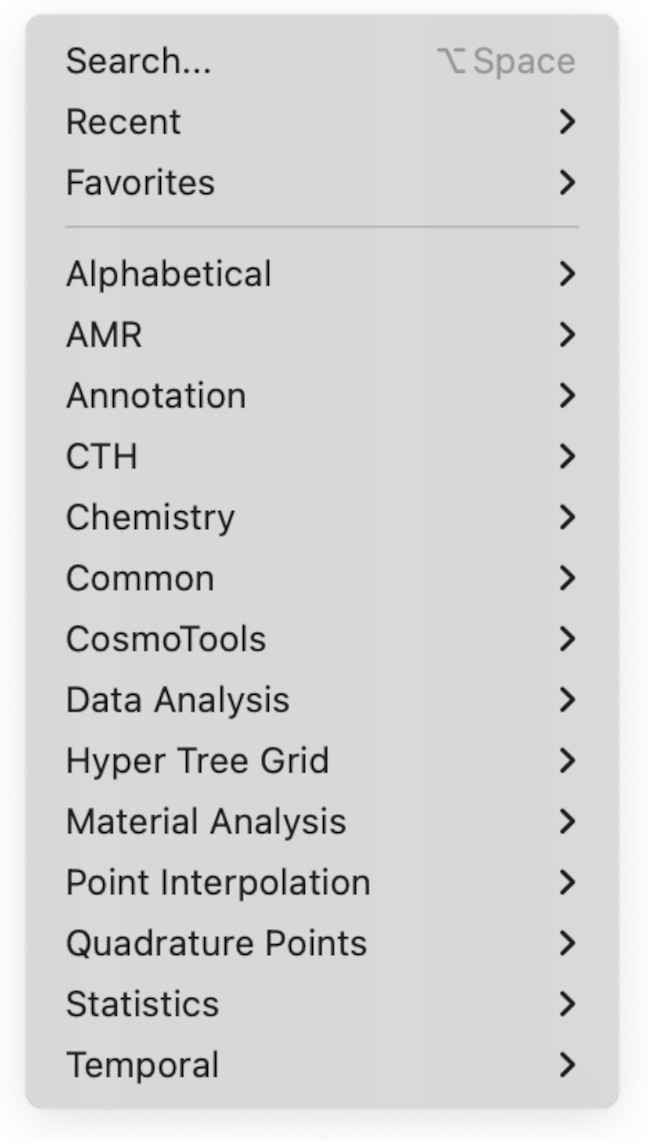 Search... ⌥ Space
Recent
Favorites
Alphabetical
AMR
Annotation
CTH
Chemistry
Common
CosmoTools
Data Analysis
Hyper Tree Grid
Material Analysis
Point Interpolation
Quadrature Points
Statistics
Temporal